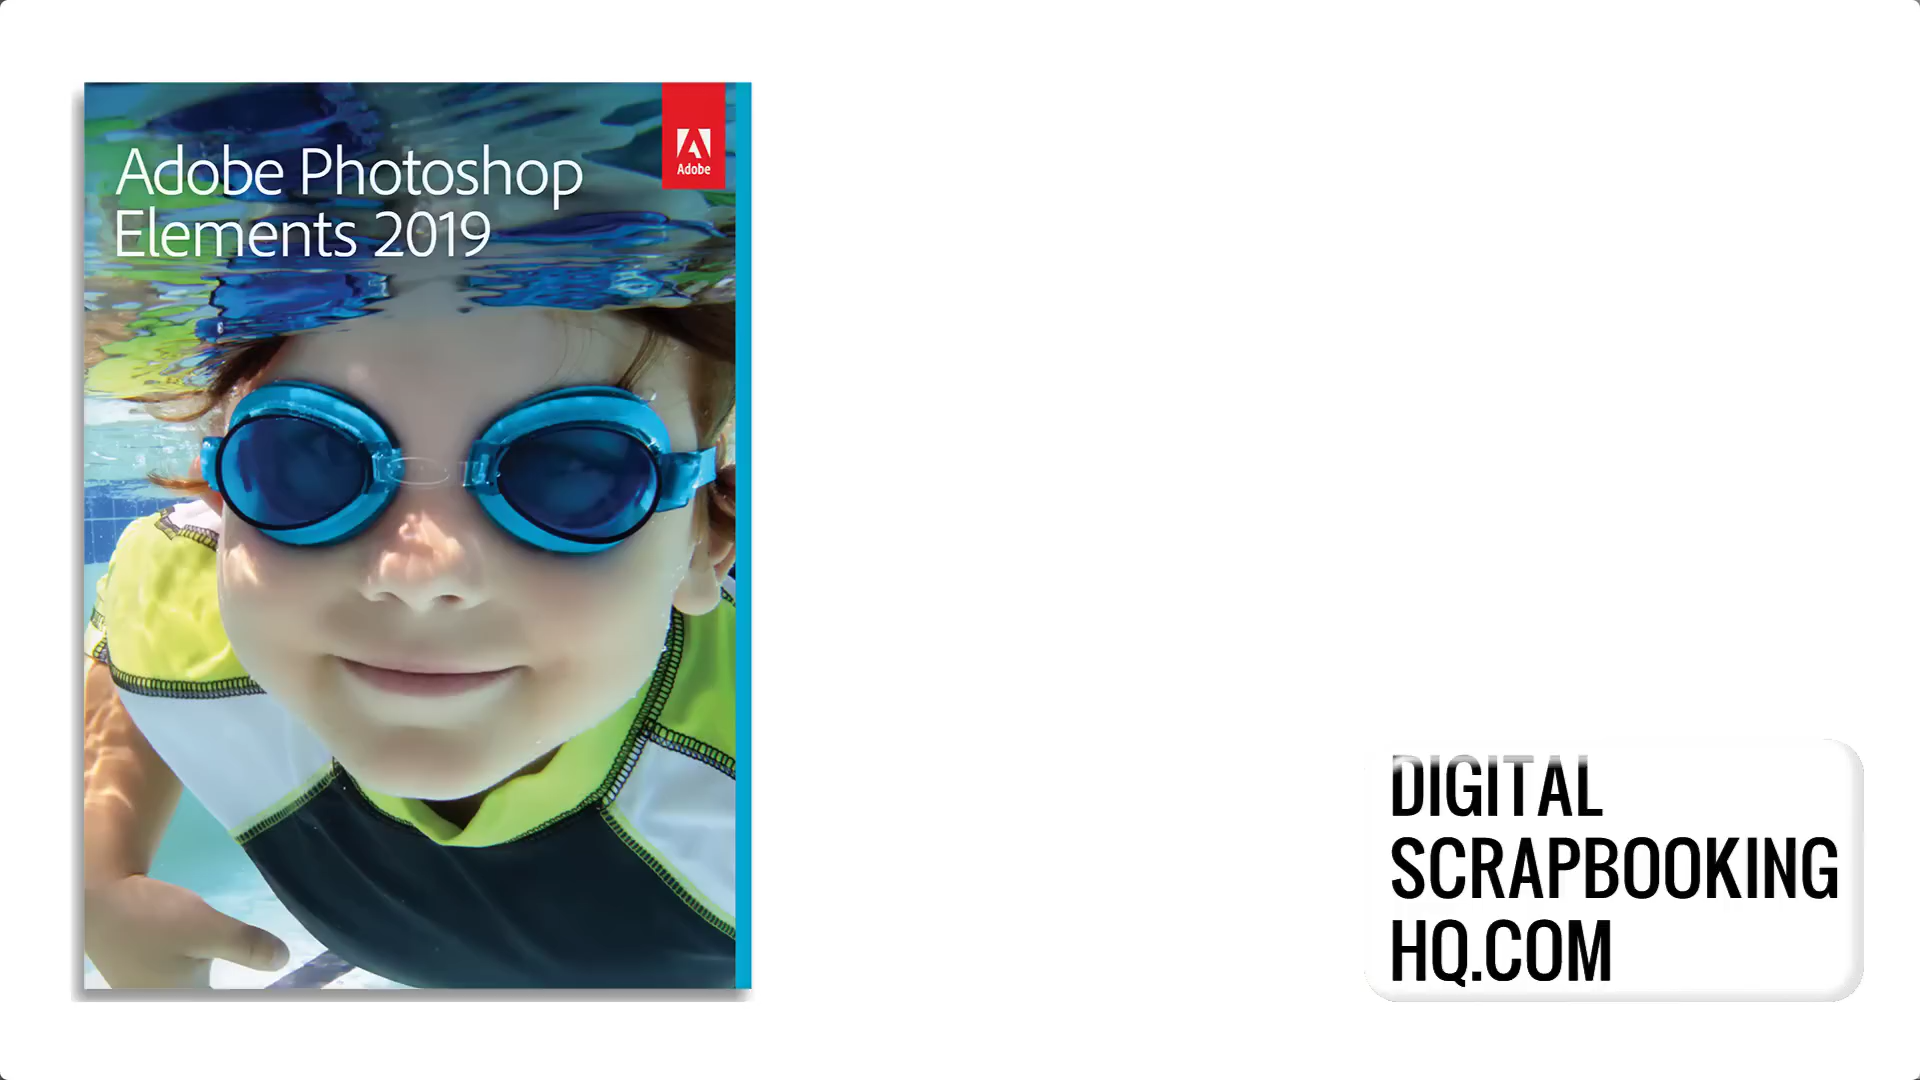 Adobe Photoshop
Elements 2019
Adobe
DIGITAL
SCRAPBOOKING
HQ.COM